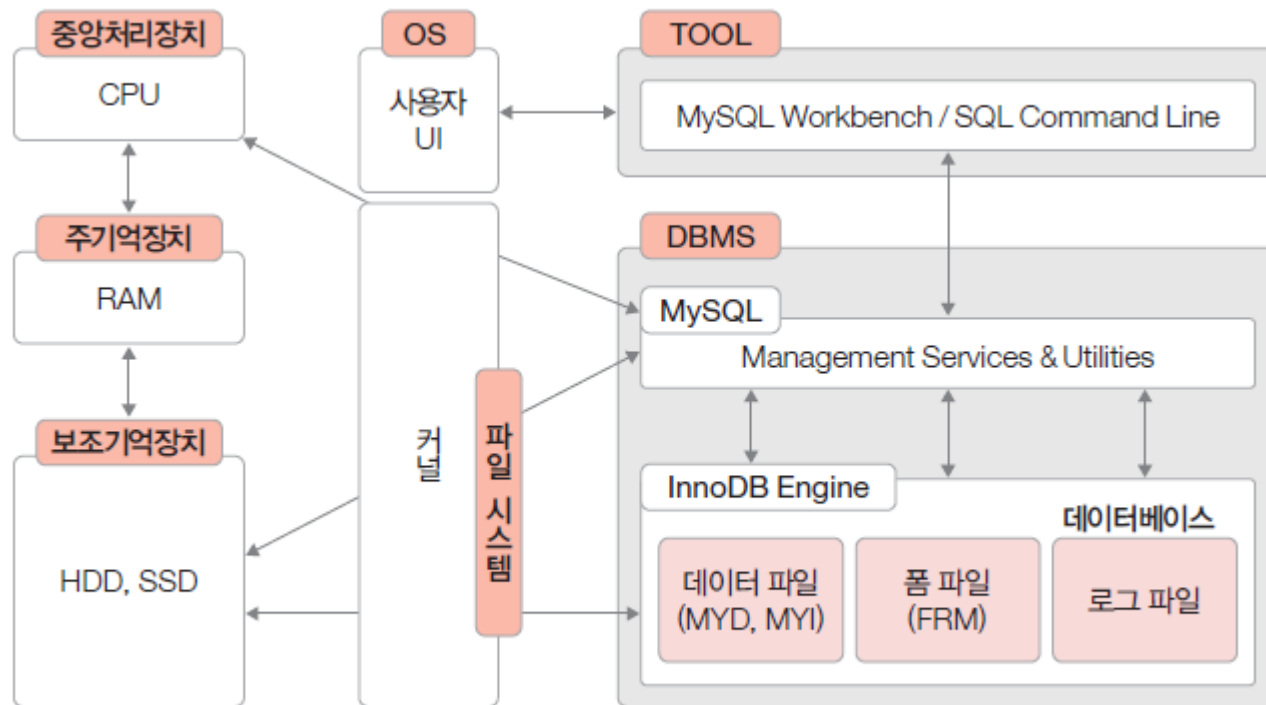 중앙처리장치
CPU
주기억장치
RAM
보조기억장치
HDD, SSD
OS
사용자
UI
커널
파일 시스템
TOOL
MySQL Workbench / SQL Command Line
DBMS
MySQL
Management Services & Utilities
InnoDB Engine
데이터베이스
데이터 파일
(MYD, MYI)
폼 파일
(FRM)
로그 파일